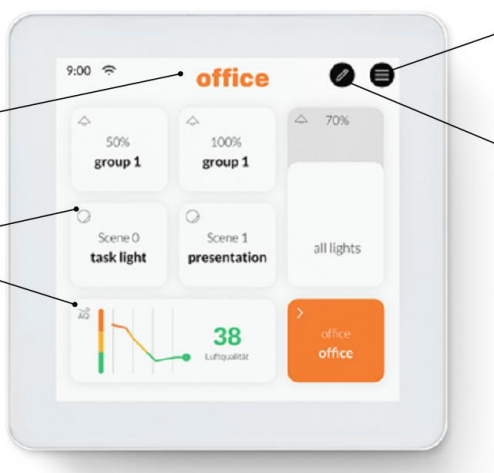 9:00
office
50%
group 1
100%
group 1
70%
all lights
Scene 0
task light
Scene 1
presentation
AQ
38
Luftqualität
office
office